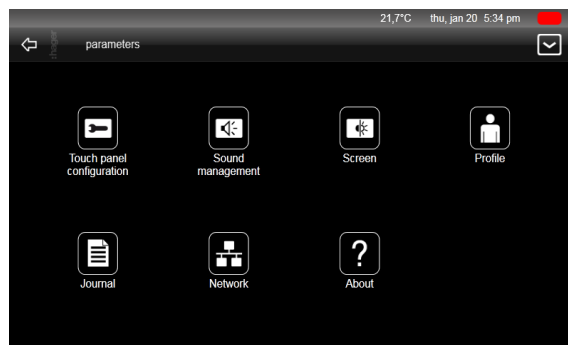 21,7°C thu, jan 20 5:34 pm
:hager
parameters
Touch panel
configuration
Sound
management
Screen
Profile
Journal
Network
About